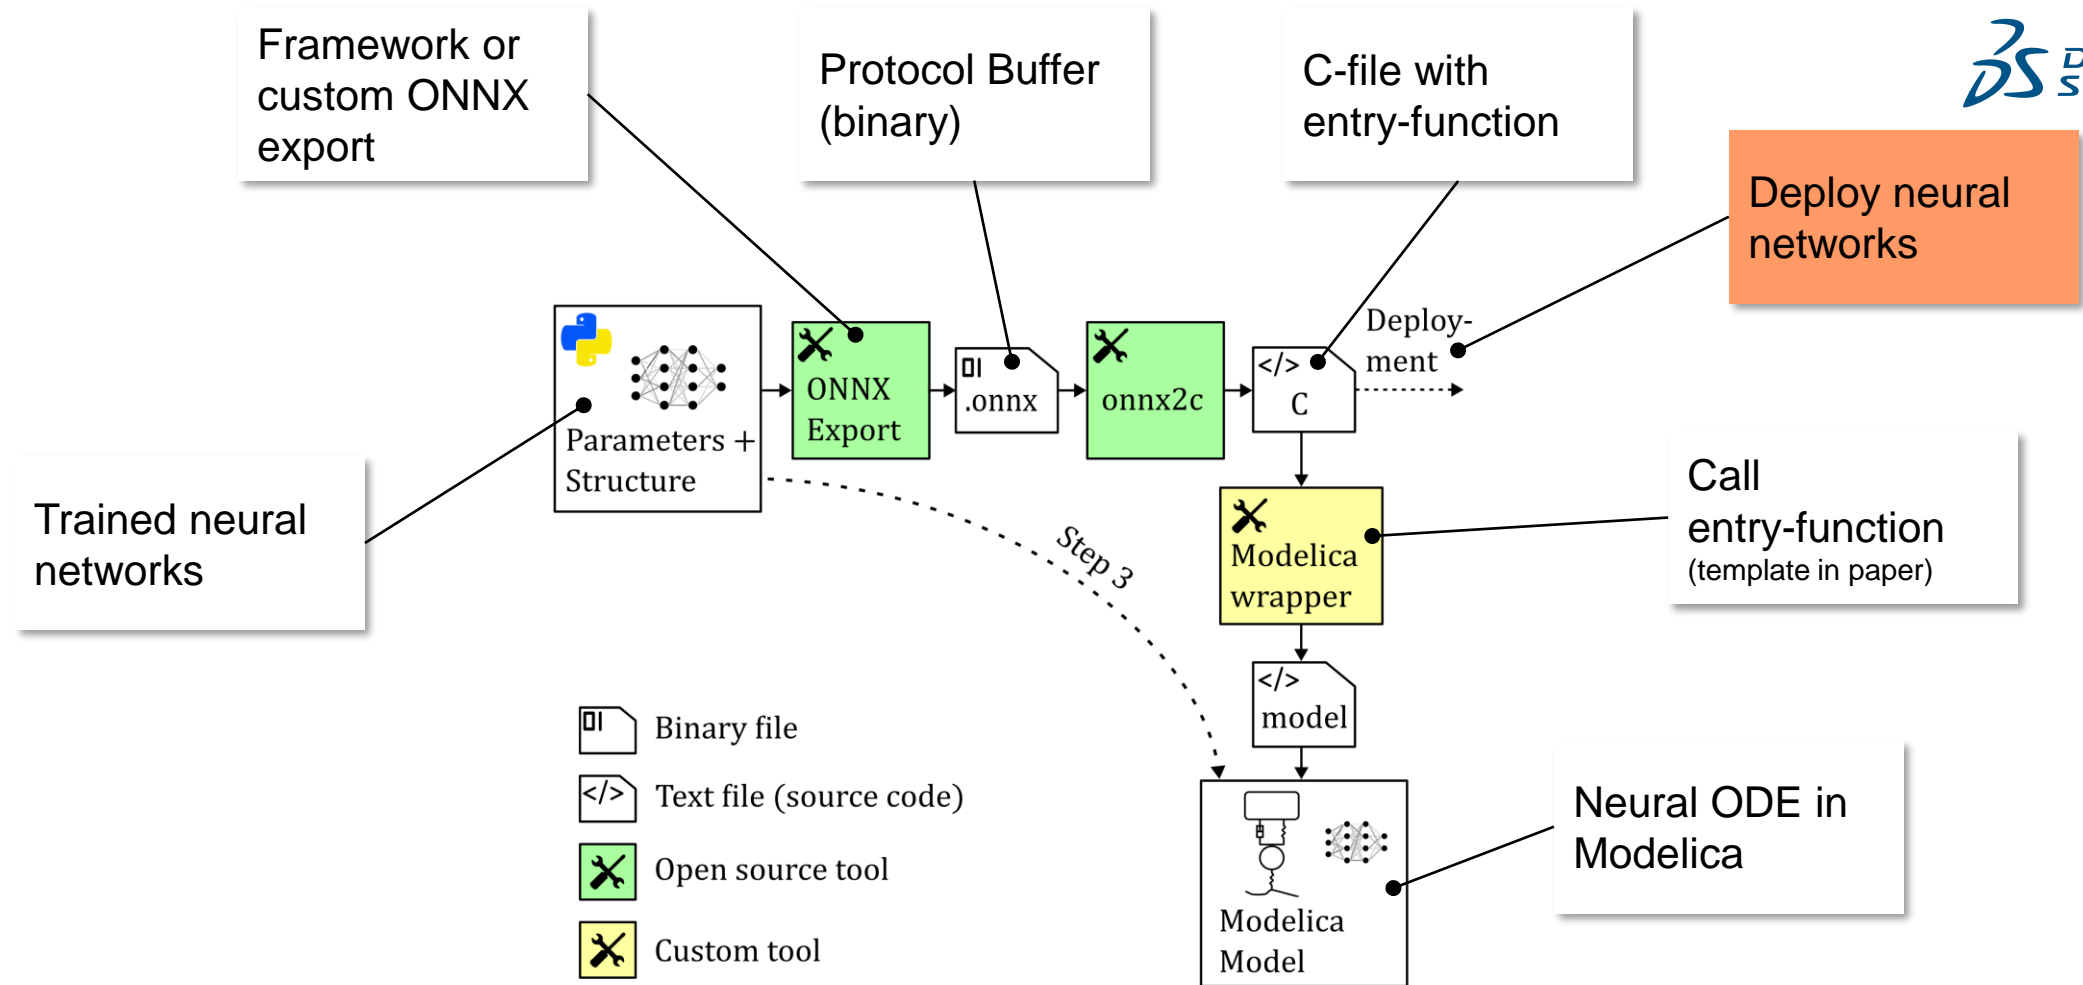 Framework or
custom ONNX
export
Protocol Buffer
(binary)
C-file with
entry-function
Deploy neural
networks
Trained neural
networks
Parameters +
Structure
ONNX
Export
.onnx
onnx2c
</>
C
Deploy-
ment
Step 3
Modelica
wrapper
Call
entry-function
(template in paper)
</>
model
Modelica
Model
Neural ODE in
Modelica
Binary file
</>
Text file (source code)
Open source tool
Custom tool